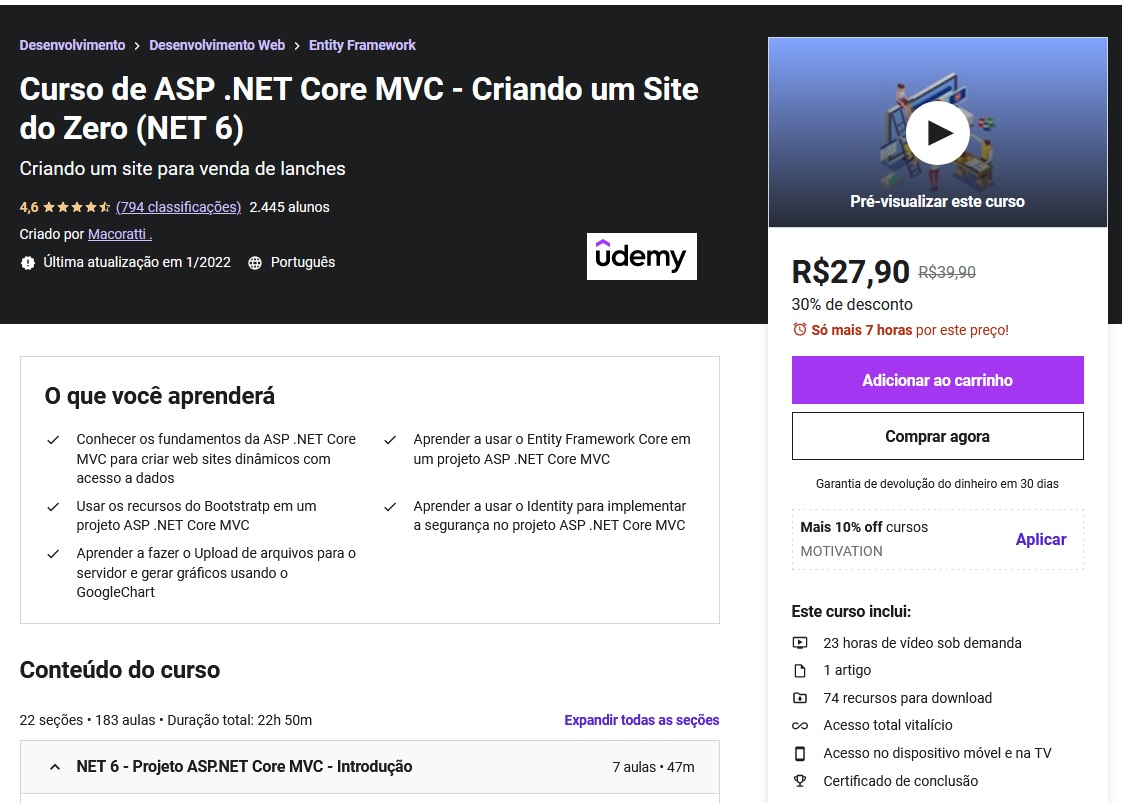 Desenvolvimento > Desenvolvimento Web > Entity Framework
Curso de ASP .NET Core MVC - Criando um Site
do Zero (NET 6)
Criando um site para venda de lanches
4,6 (794 classificações) 2.445 alunos
Criado por Macoratti .
Última atualização em 1/2022 Português
udemy
Pré-visualizar este curso
R$27,90 R$39,90
30% de desconto
Só mais 7 horas por este preço!
Adicionar ao carrinho
Comprar agora
Garantia de devolução do dinheiro em 30 dias
Mais 10% off cursos
MOTIVATION
Aplicar
Este curso inclui:
23 horas de vídeo sob demanda
1 artigo
74 recursos para download
Acesso total vitalício
Acesso no dispositivo móvel e na TV
Certificado de conclusão
O que você aprenderá
Conhecer os fundamentos da ASP .NET Core
MVC para criar web sites dinâmicos com
acesso a dados
Aprender a usar o Entity Framework Core em
um projeto ASP .NET Core MVC
Usar os recursos do Bootstratp em um
projeto ASP .NET Core MVC
Aprender a usar o Identity para implementar
a segurança no projeto ASP .NET Core MVC
Aprender a fazer o Upload de arquivos para o
servidor e gerar gráficos usando o
GoogleChart
Conteúdo do curso
22 seções • 183 aulas • Duração total: 22h 50m
Expandir todas as seções
NET 6 - Projeto ASP.NET Core MVC - Introdução
7 aulas • 47m